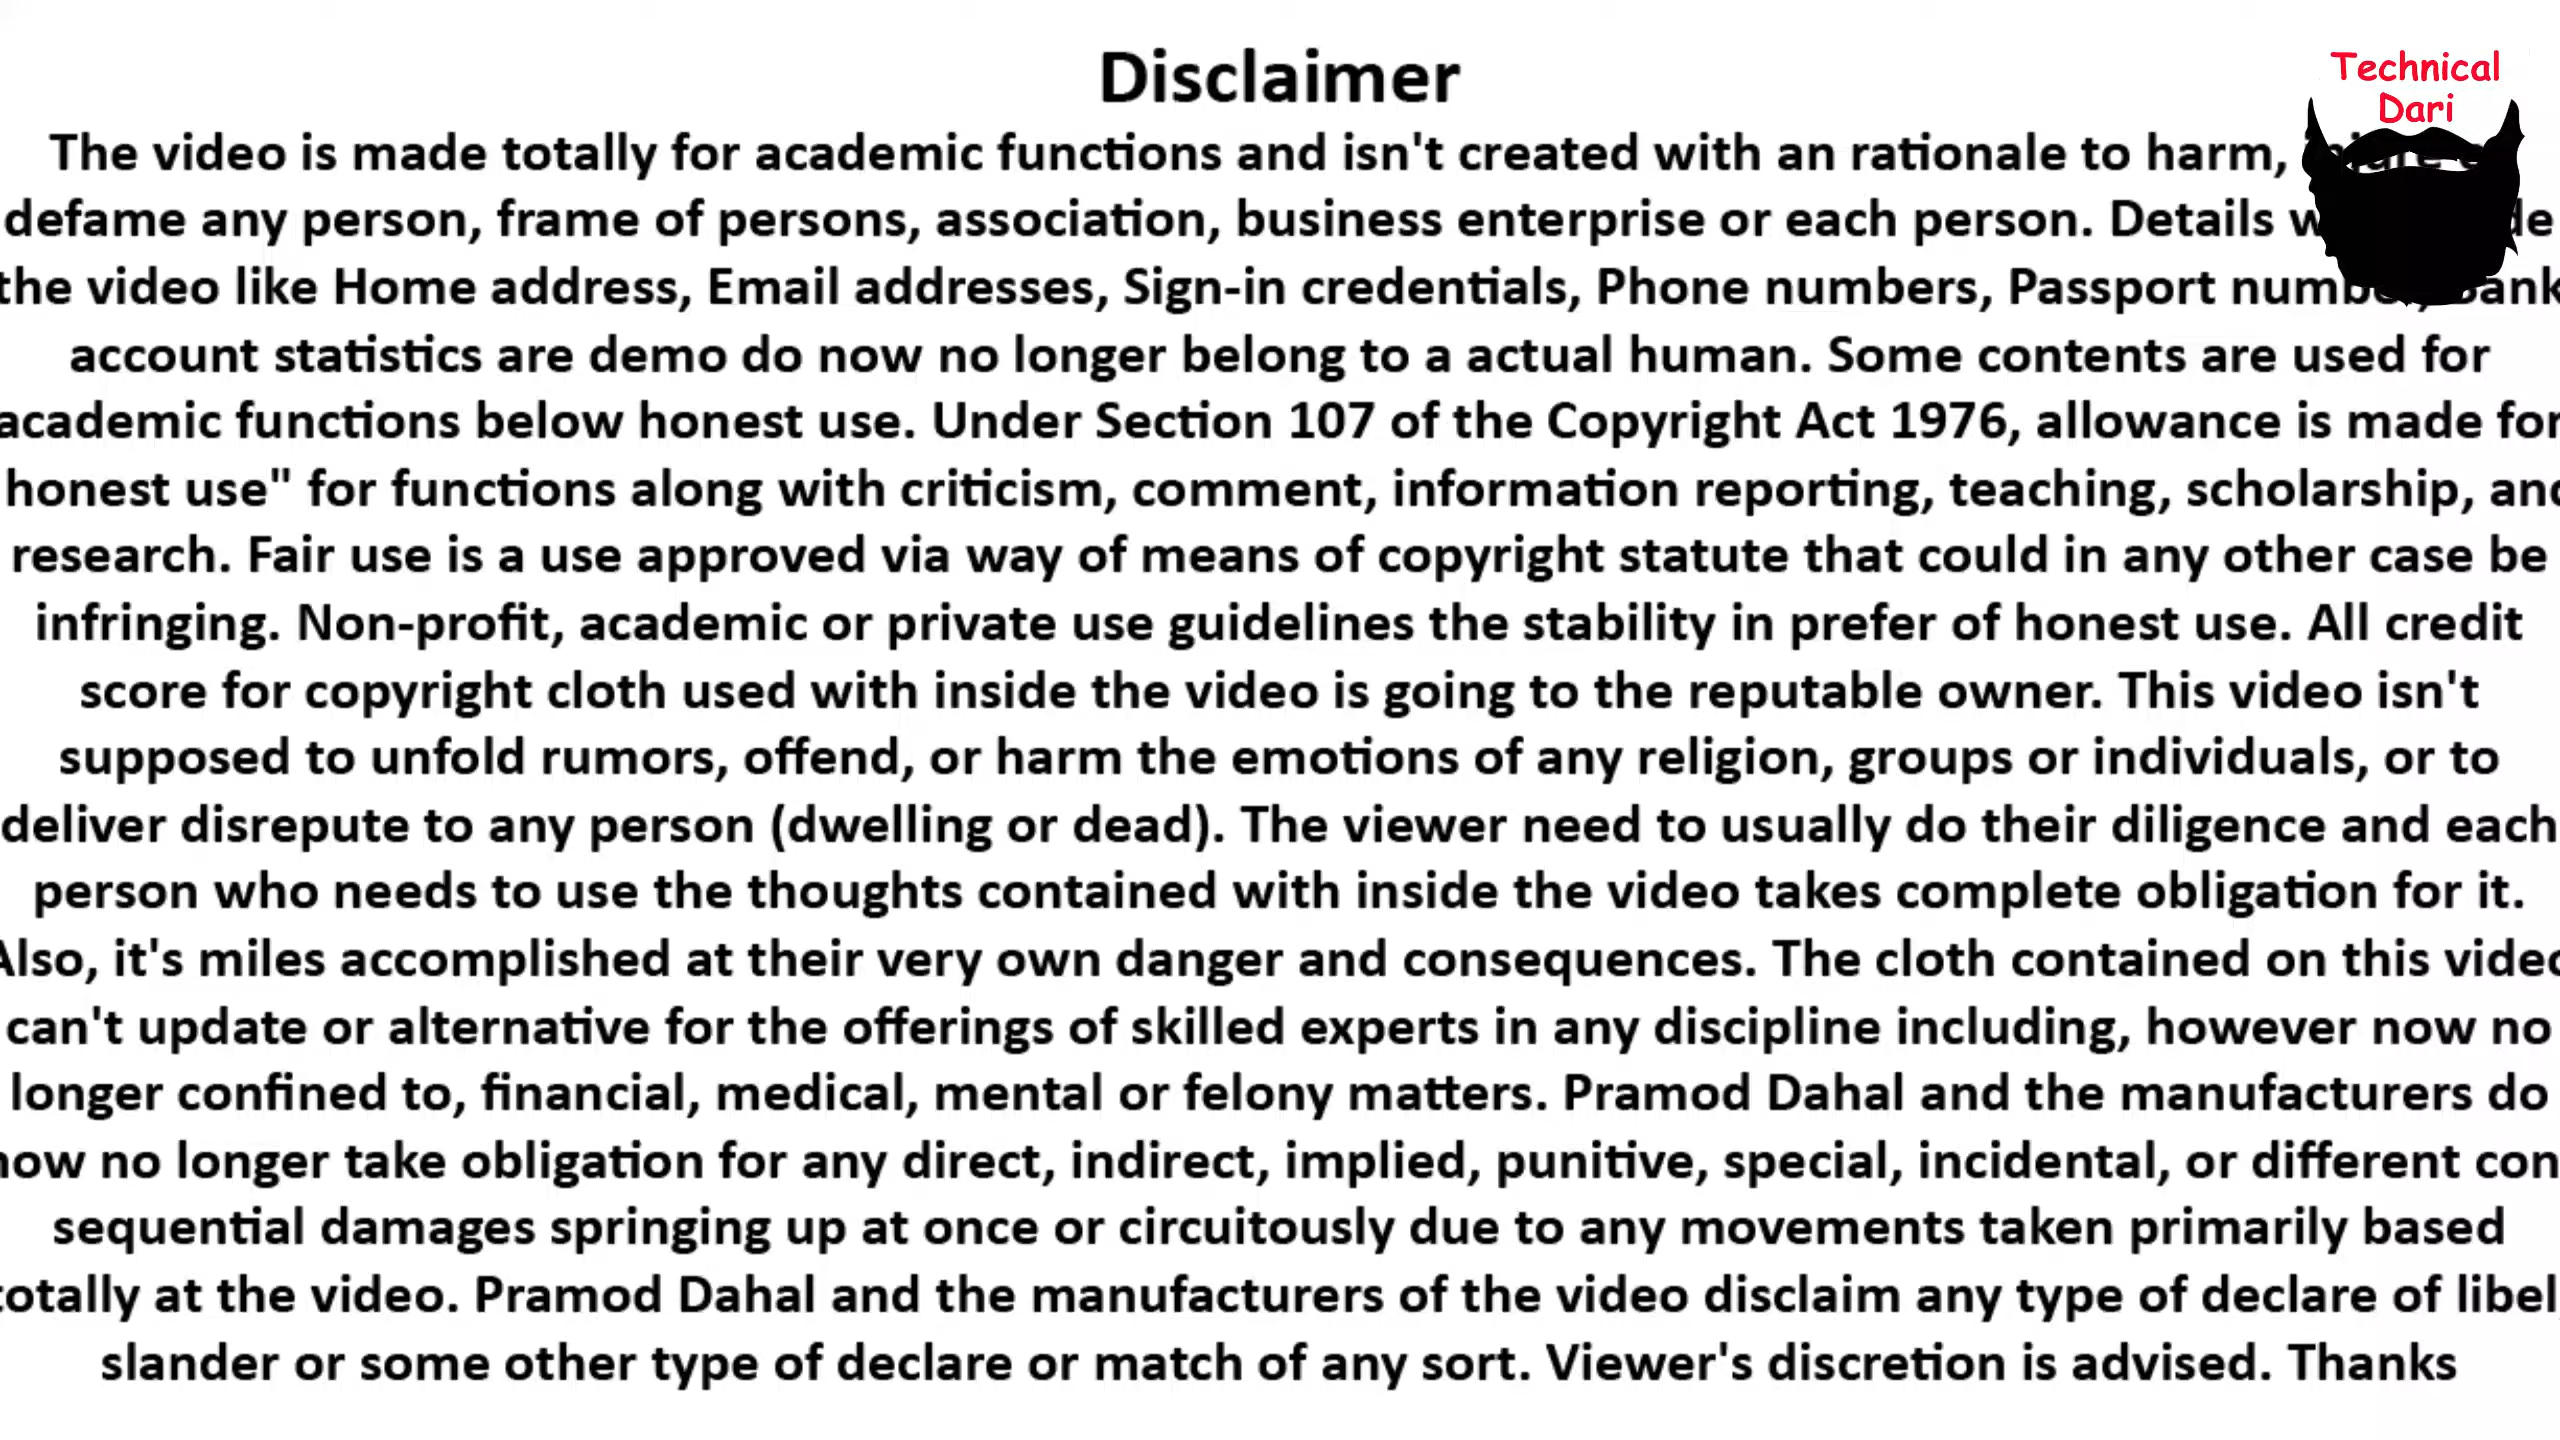 Disclaimer
Technical
Dari
The video is made totally for academic functions and isn't created with an rationale to harm,
defame any person, frame of persons, association, business enterprise or each person. Details
the video like Home address, Email addresses, Sign-in credentials, Phone numbers, Passport number, Bank
account statistics are demo do now no longer belong to a actual human. Some contents are used for
academic functions below honest use. Under Section 107 of the Copyright Act 1976, allowance is made for
honest use" for functions along with criticism, comment, information reporting, teaching, scholarship, and
research. Fair use is a use approved via way of means of copyright statute that could in any other case be
infringing. Non-profit, academic or private use guidelines the stability in prefer of honest use. All credit
score for copyright cloth used with inside the video is going to the reputable owner. This video isn't
supposed to unfold rumors, offend, or harm the emotions of any religion, groups or individuals, or to
deliver disrepute to any person (dwelling or dead). The viewer need to usually do their diligence and each
person who needs to use the thoughts contained with inside the video takes complete obligation for it.
Also, it's miles accomplished at their very own danger and consequences. The cloth contained on this video
can't update or alternative for the offerings of skilled experts in any discipline including, however now no
longer confined to, financial, medical, mental or felony matters. Pramod Dahal and the manufacturers do
now no longer take obligation for any direct, indirect, implied, punitive, special, incidental, or different con
sequential damages springing up at once or circuitously due to any movements taken primarily based
totally at the video. Pramod Dahal and the manufacturers of the video disclaim any type of declare of libel,
slander or some other type of declare or match of any sort. Viewer's discretion is advised. Thanks